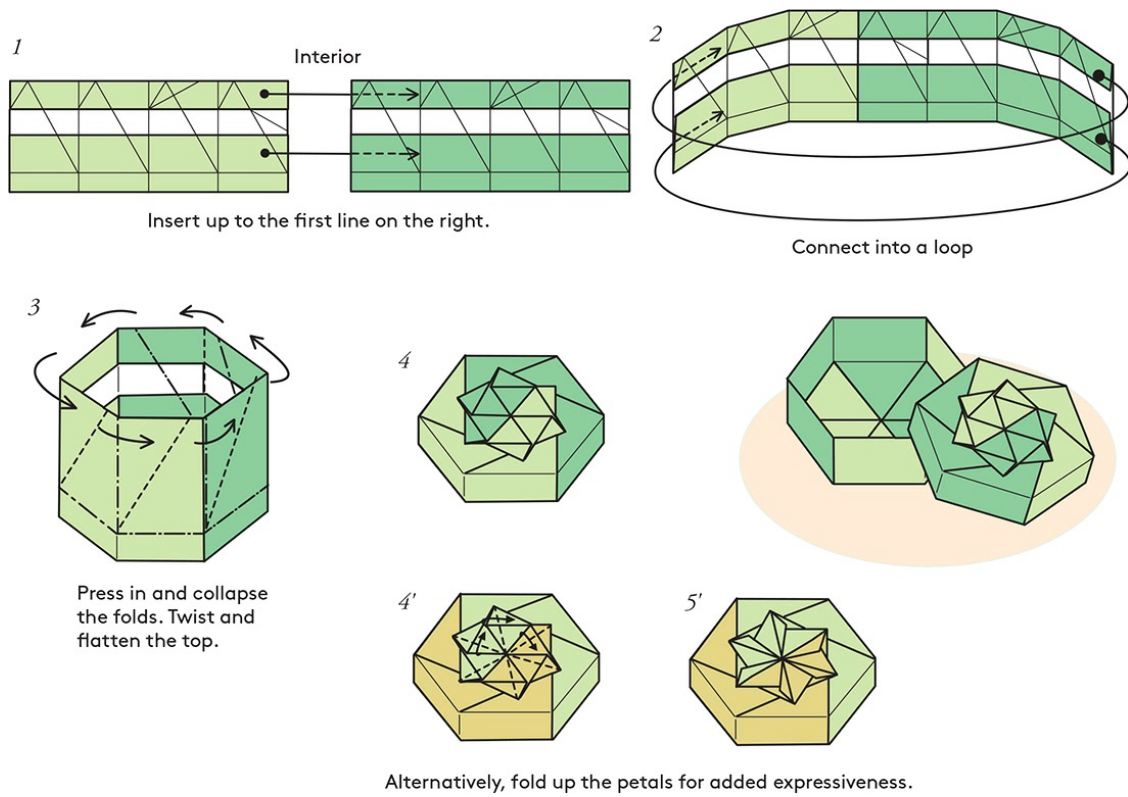 1
Interior
Insert up to the first line on the right.
2
Connect into a loop
3
Press in and collapse
the folds. Twist and
flatten the top.
4
4'
5'
Alternatively, fold up the petals for added expressiveness.